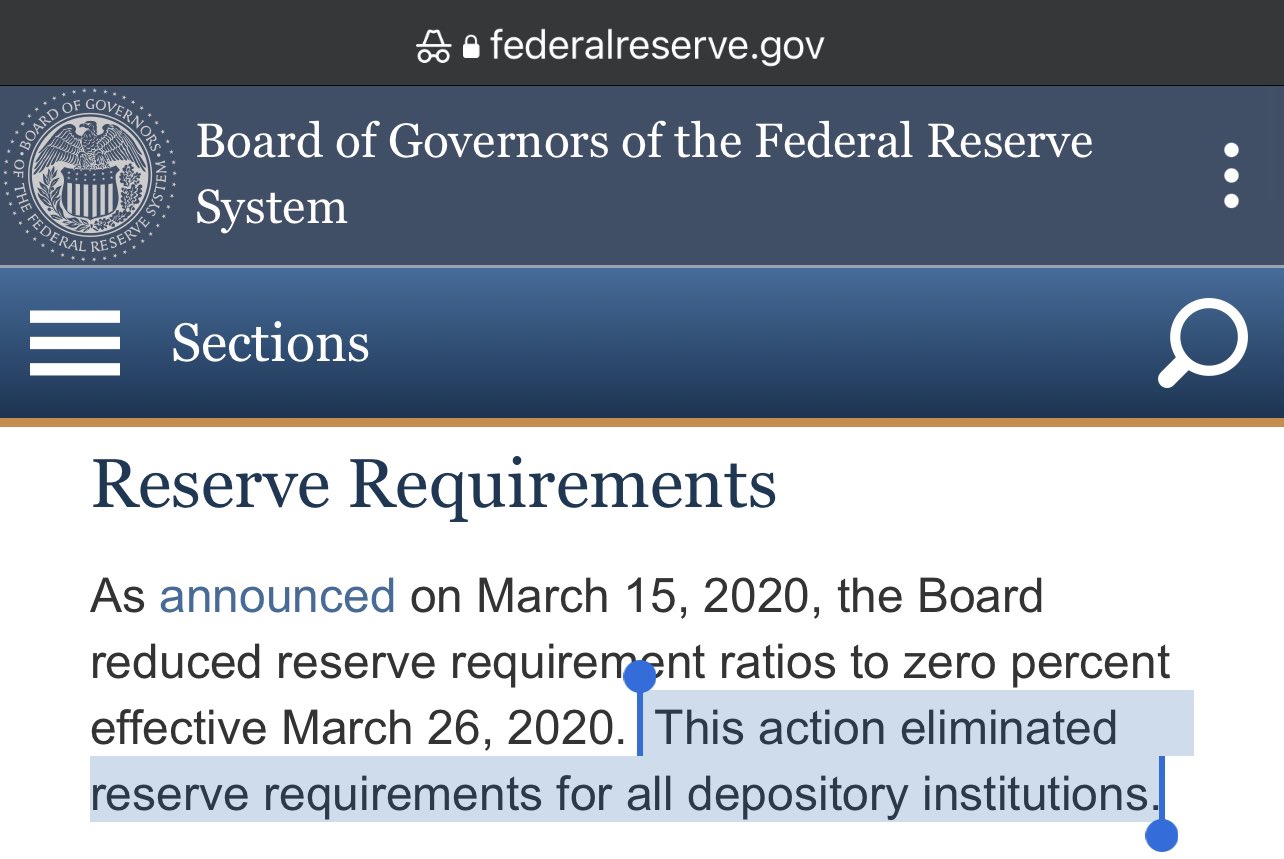 federalreserve.gov
BOARD OF GOVERNORS
OF THE FEDERAL RESERVE SYSTEM
Board of Governors of the Federal Reserve
System
Sections
Reserve Requirements
As announced on March 15, 2020, the Board
reduced reserve requirement ratios to zero percent
effective March 26, 2020. This action eliminated
reserve requirements for all depository institutions.